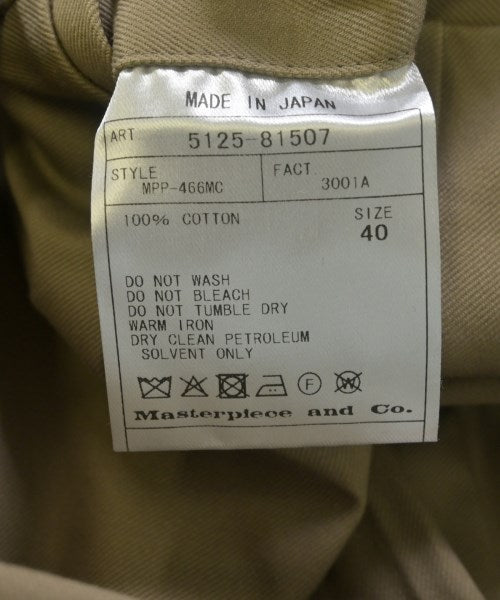 MADE IN JAPAN
ART 5125-81507
STYLE FACT.
MPP-466MC 3001A
100% COTTON SIZE
40
DO NOT WASH
DO NOT BLEACH
DO NOT TUMBLE DRY
WARM IRON
DRY CLEAN PETROLEUM
SOLVENT ONLY
F W
Masterpiece and Co.